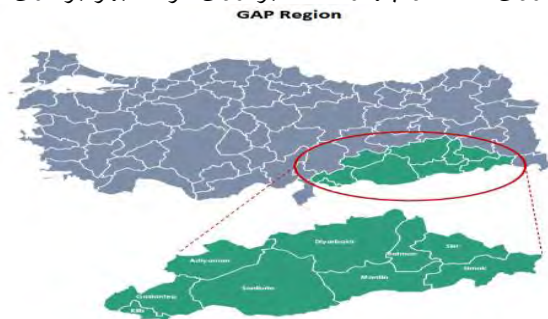 GAP Region
Diyarbakır
Siirt
Batman
Adıyaman
Şırnak
Mardin
Şanlıurfa
Gaziantep
Kilis